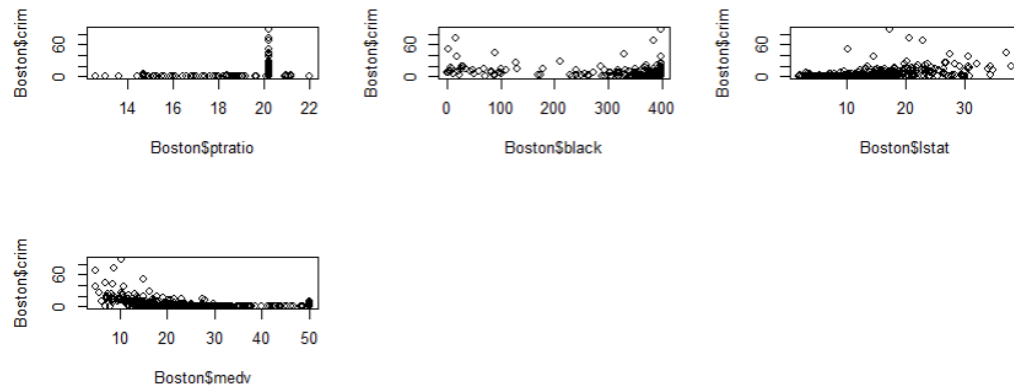 Boston$crim
0 60
14 16 18 20 22
Boston$ptratio
Boston$crim
0 60
0 100 200 300 400
Boston$black
Boston$crim
0 60
10 20 30
Boston$lstat
Boston$crim
0 60
10 20 30 40 50
Boston$medv